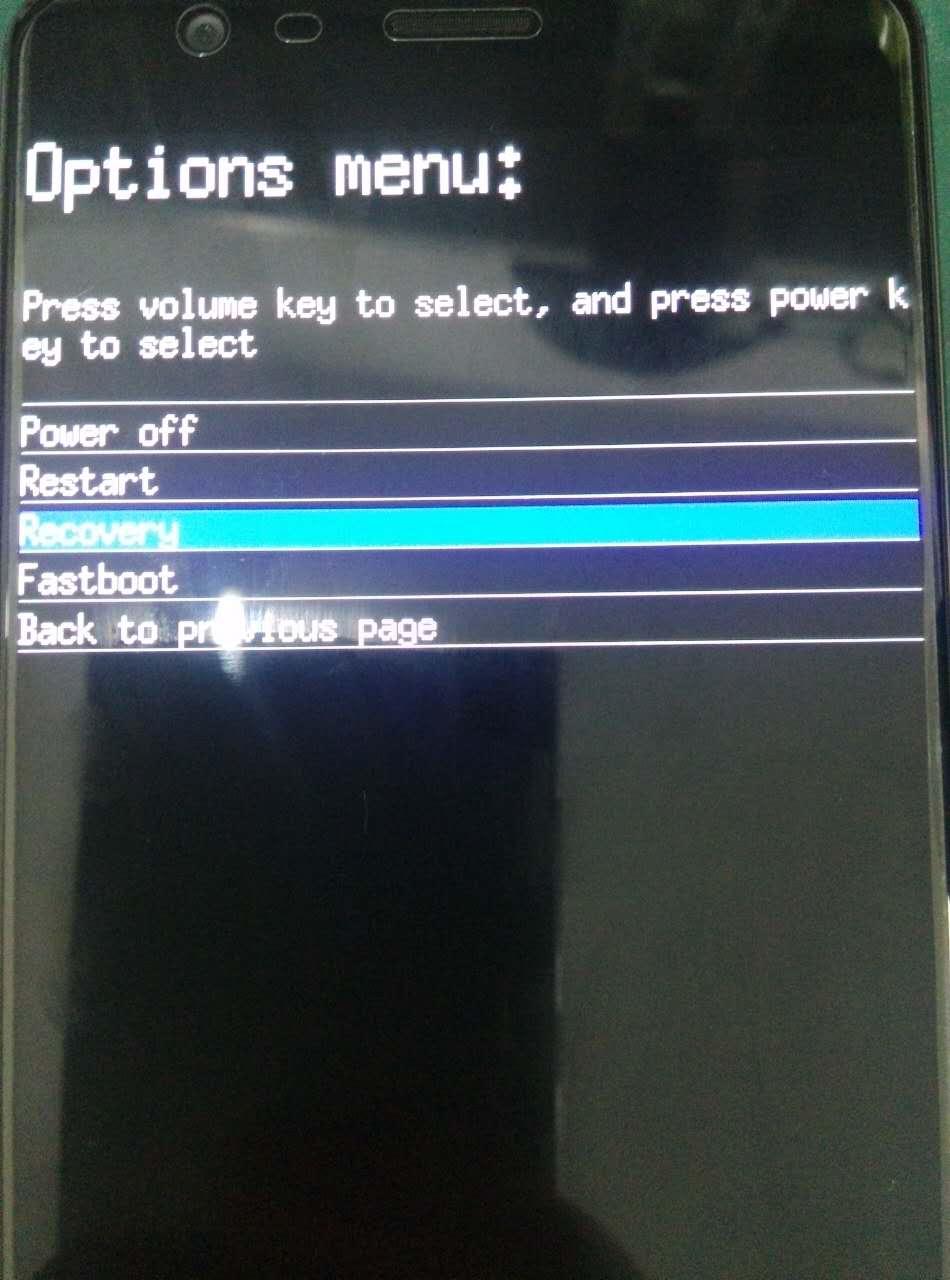 Options menu:
Press volume key to select, and press power k
ey to select
Power off
Restart
Recovery
Fastboot
Back to previous page